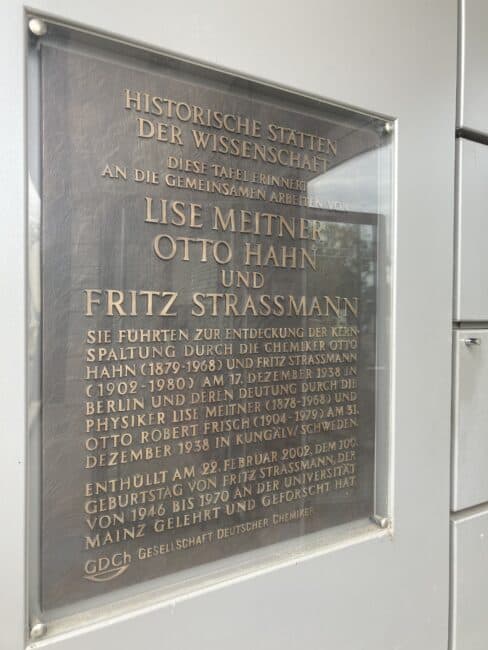 HISTORISCHE STÄTTEN
DER WISSENSCHAFT
DIESE TAFEL ERINNERT
AN DIE GEMEINSAMEN ARBEITEN VON
LISE MEITNER
OTTO HAHN
UND
FRITZ STRASSMANN
SIE FÜHRTEN ZUR ENTDECKUNG DER KERN
SPALTUNG DURCH DIE CHEMIKER OTTO
HAHN (1879-1968) UND FRITZ STRASSMANN
(1902-1980) AM 17. DEZEMBER 1938 IN
BERLIN UND DEREN DEUTUNG DURCH DIE
PHYSIKER LISE MEITNER (1878-1968) UND
OTTO ROBERT FRISCH (1904-1979) AM 31.
DEZEMBER 1938 IN KUNGÄLV/SCHWEDEN.
ENTHÜLLT AM 22. FEBRUAR 2002, DEM 100.
GEBURTSTAG VON FRITZ STRASSMANN, DER
VON 1946 BIS 1970 AN DER UNIVERSITÄT
MAINZ GELEHRT UND GEFORSCHT HAT
GDCh GESELLSCHAFT DEUTSCHER CHEMIKER